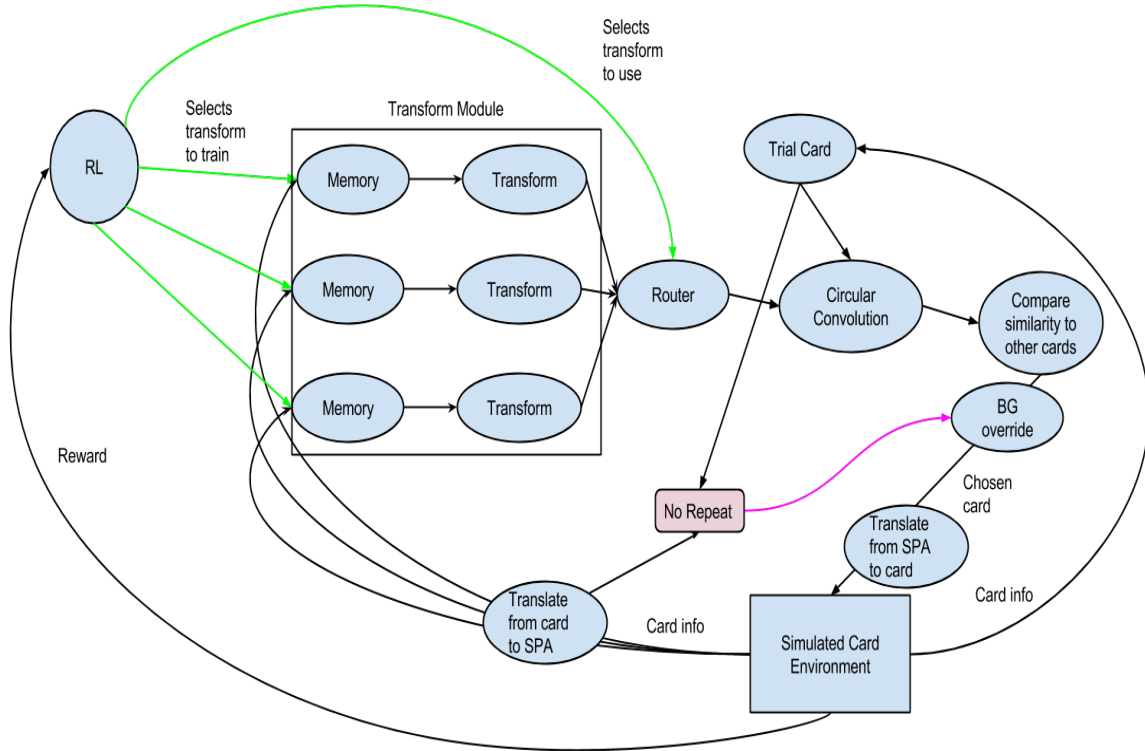 Selects
transform
to use
Selects
transform
to train
Transform Module
RL
Memory
Transform
Trial Card
Memory
Transform
Router
Circular
Convolution
Compare
similarity to
other cards
Memory
Transform
BG
override
Reward
No Repeat
Chosen
card
Translate
from SPA
to card
Translate
from card
to SPA
Card info
Card info
Simulated Card
Environment